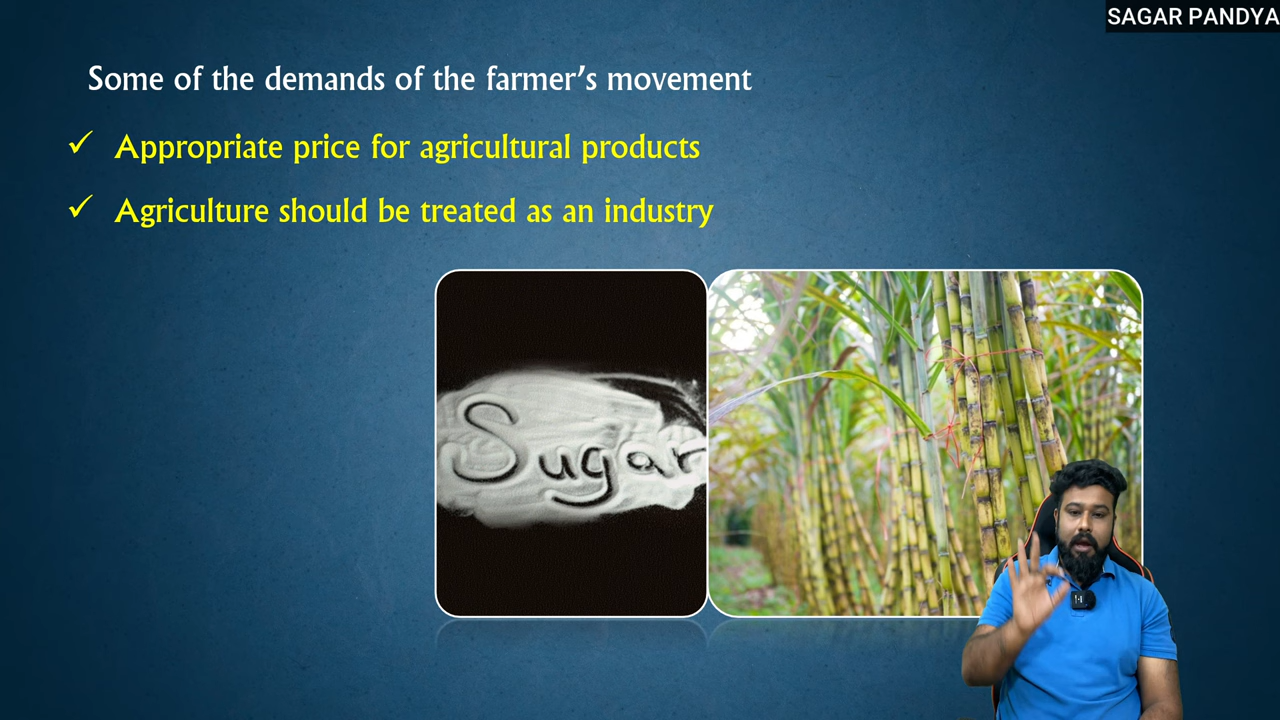 SAGAR PANDYA
Some of the demands of the farmer’s movement
✓ Appropriate price for agricultural products
✓ Agriculture should be treated as an industry
Sugar